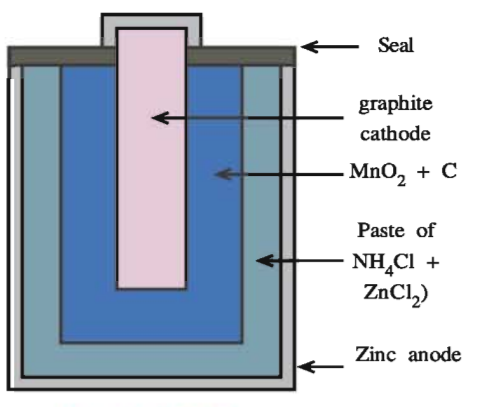 Seal
graphite
cathode
MnO₂ + C
Paste of
NH₄Cl +
ZnCl₂)
Zinc anode